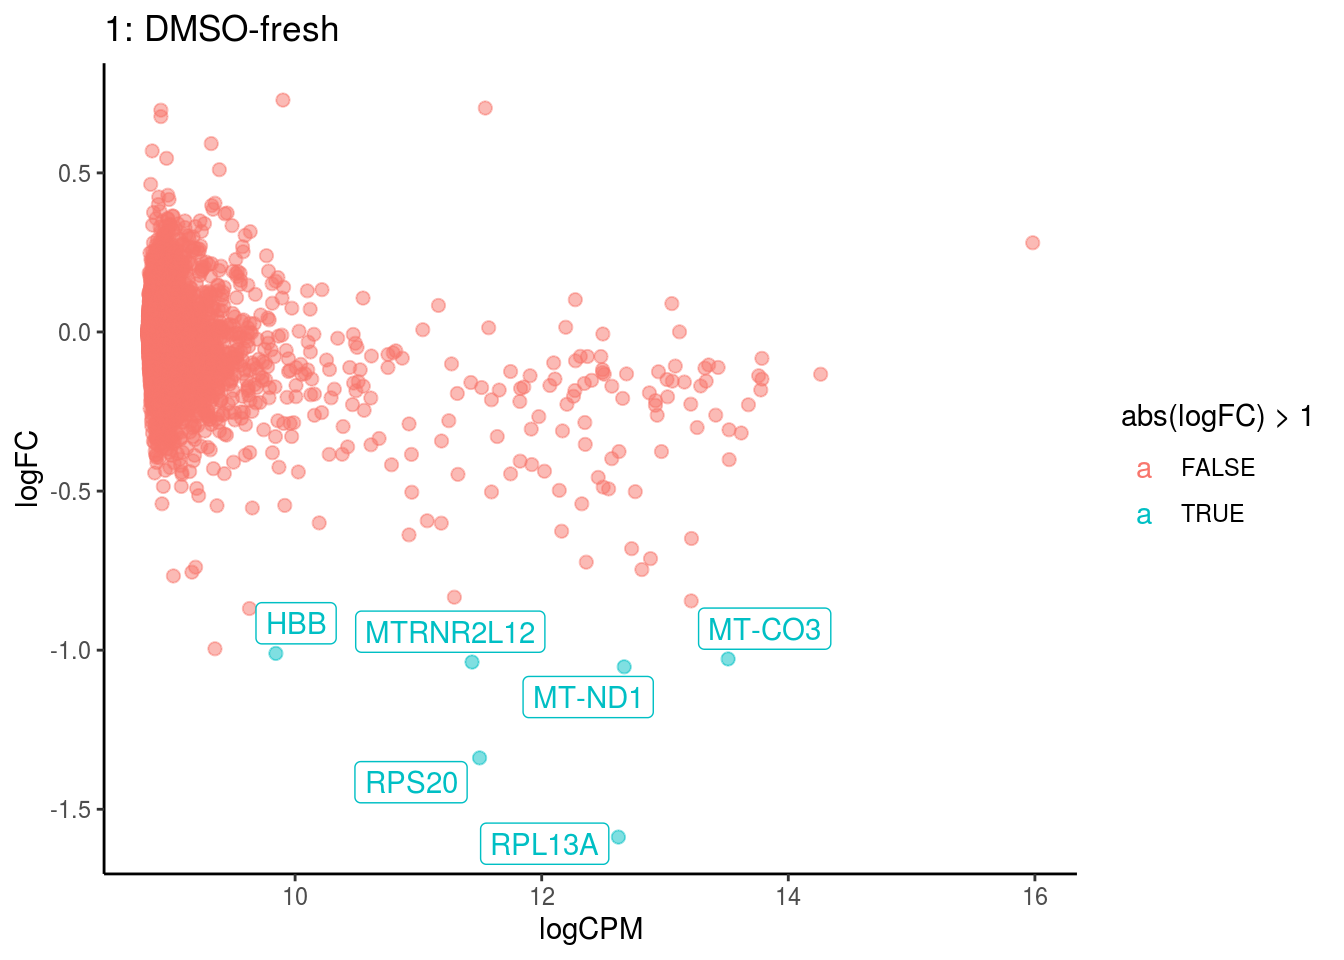 1: DMSO-fresh
0.5
0.0
-0.5
-1.0
-1.5
logFC
HBB
MTRNR2L12
MT-CO3
MT-ND1
RPS20
RPL13A
10
12
14
16
logCPM
abs(logFC) > 1
a FALSE
a TRUE